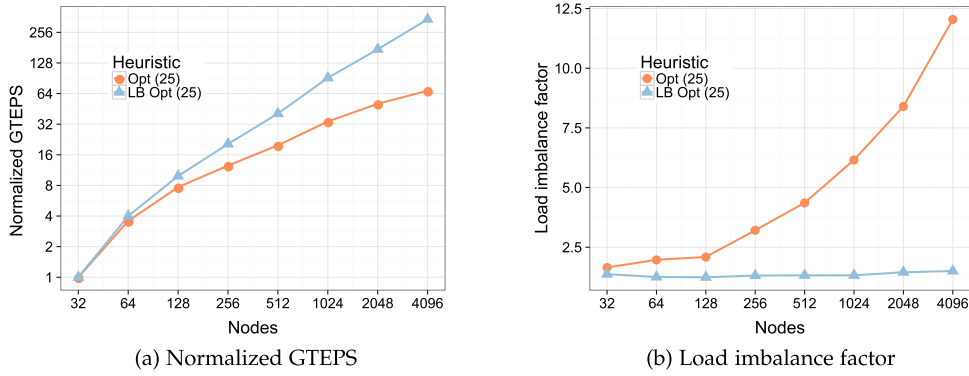 Normalized GTEPS
256
128
64
32
16
8
4
2
1
Heuristic
Opt (25)
LB Opt (25)
32 64 128 256 512 1024 2048 4096
Nodes
(a) Normalized GTEPS
Load imbalance factor
12.5
10.0
7.5
5.0
2.5
Heuristic
Opt (25)
LB Opt (25)
32 64 128 256 512 1024 2048 4096
Nodes
(b) Load imbalance factor